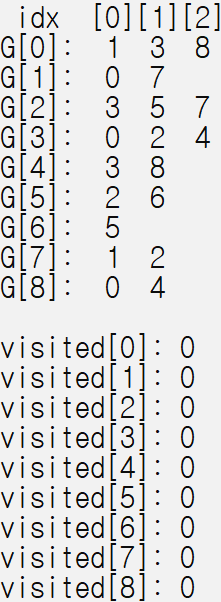 idx [0][1][2]
G[0]: 1 3 8
G[1]: 0 7
G[2]: 3 5 7
G[3]: 0 2 4
G[4]: 3 8
G[5]: 2 6
G[6]: 5
G[7]: 1 2
G[8]: 0 4
visited[0]: 0
visited[1]: 0
visited[2]: 0
visited[3]: 0
visited[4]: 0
visited[5]: 0
visited[6]: 0
visited[7]: 0
visited[8]: 0